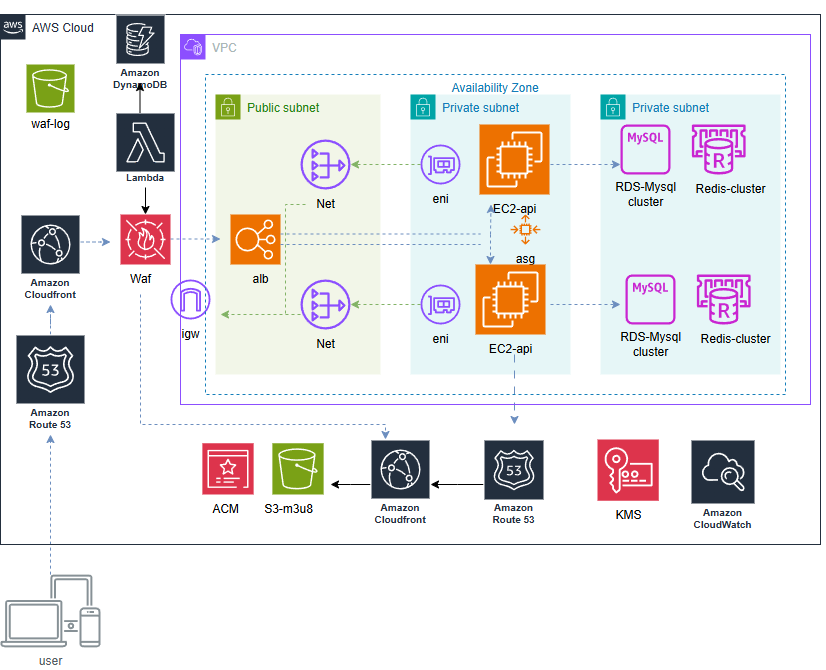 aws
AWS Cloud
Amazon
DynamoDB
VPC
waf-log
Availability Zone
Public subnet
Private subnet
Private subnet
Lambda
Net
eni
EC2-api
MySQL
RDS-Mysql
cluster
R
Redis-cluster
asg
Amazon
Cloudfront
Waf
alb
igw
Net
eni
EC2-api
MySQL
RDS-Mysql
cluster
R
Redis-cluster
53
Amazon
Route 53
ACM
S3-m3u8
Amazon
Cloudfront
53
Amazon
Route 53
KMS
Amazon
CloudWatch
user